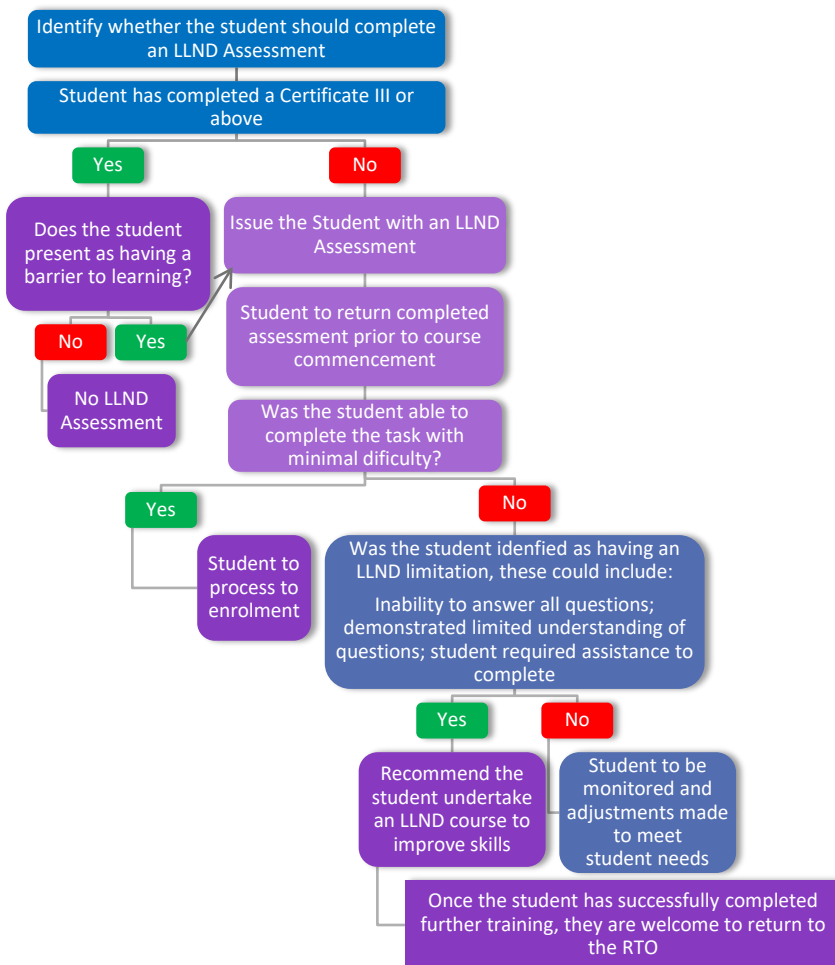 Identify whether the student should complete
an LLND Assessment
Student has completed a Certificate III or
above
Yes
No
Does the student
present as having a
barrier to learning?
Issue the Student with an LLND
Assessment
No
Yes
Student to return completed
assessment prior to course
commencement
No LLND
Assessment
Was the student able to
complete the task with
minimal dificulty?
Yes
No
Student to
process to
enrolment
Was the student idenfied as having an
LLND limitation, these could include:
Inability to answer all questions;
demonstrated limited understanding of
questions; student required assistance to
complete
Yes
No
Recommend the
student undertake
an LLND course to
improve skills
Student to be
monitored and
adjustments made
to meet
student needs
Once the student has successfully completed
further training, they are welcome to return to
the RTO